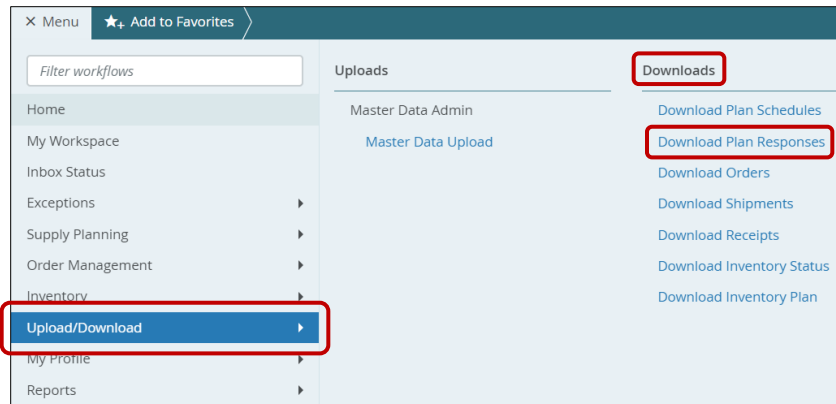 × Menu
Add to Favorites
Filter workflows
Home
My Workspace
Inbox Status
Exceptions
Supply Planning
Order Management
Inventory
Upload/Download
My Profile
Reports
Uploads
Master Data Admin
Master Data Upload
Downloads
Download Plan Schedules
Download Plan Responses
Download Orders
Download Shipments
Download Receipts
Download Inventory Status
Download Inventory Plan